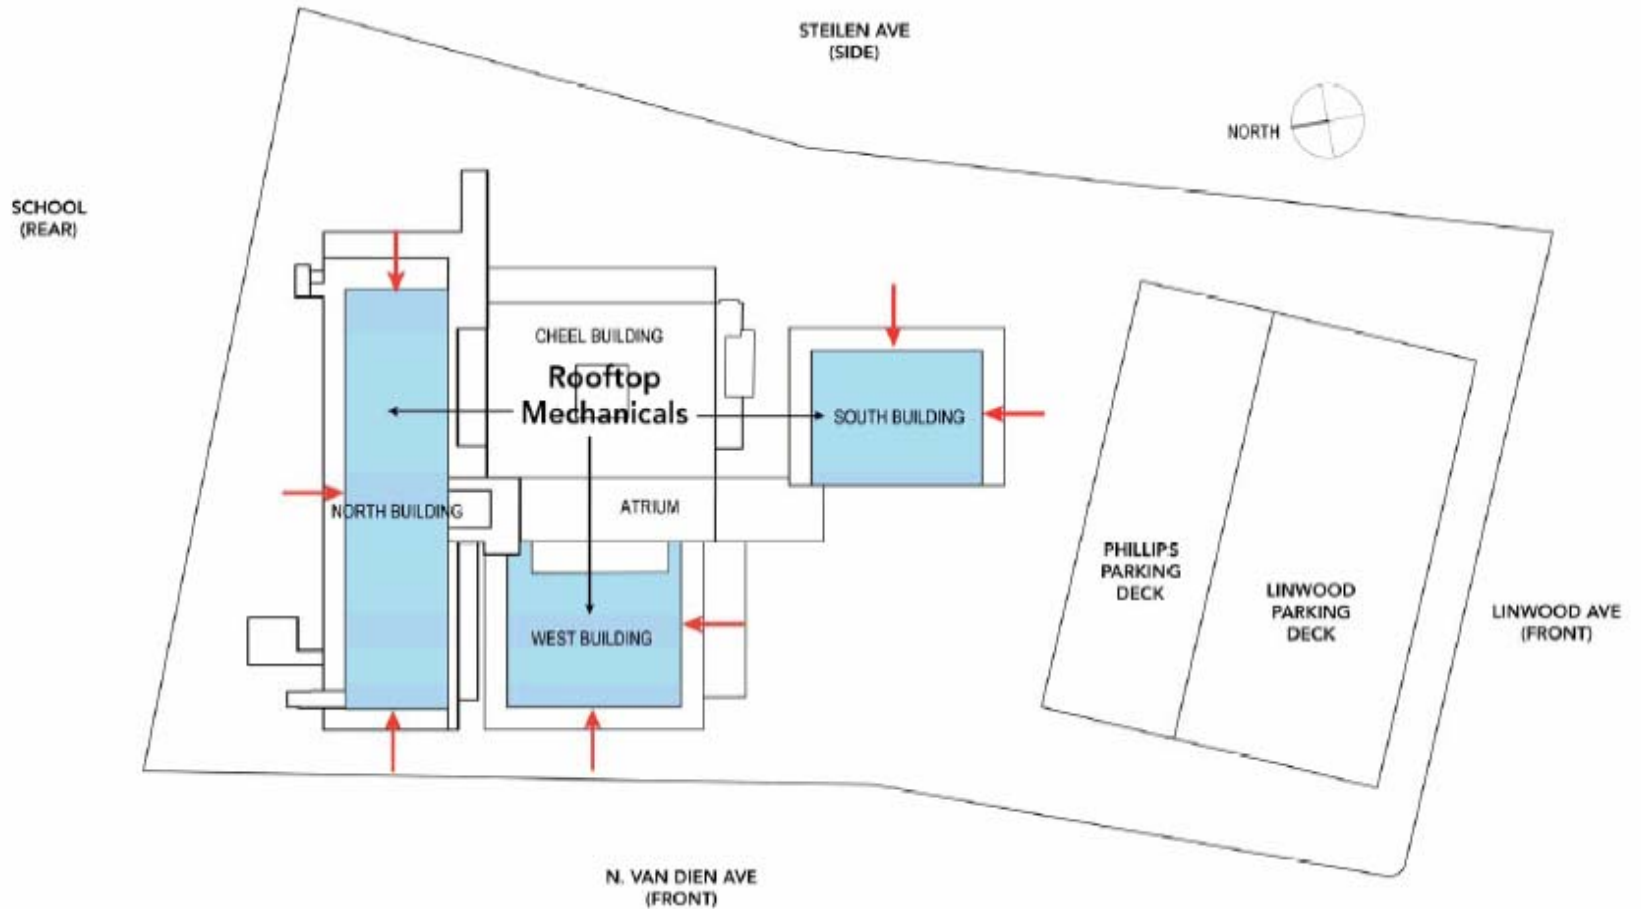 STEILEN AVE
(SIDE)
NORTH
SCHOOL
(REAR)
CHEEL BUILDING
Rooftop
Mechanicals
SOUTH BUILDING
NORTH BUILDING
ATRIUM
PHILLIPS
PARKING
DECK
LINWOOD
PARKING
DECK
LINWOOD AVE
(FRONT)
WEST BUILDING
N. VAN DIEN AVE
(FRONT)